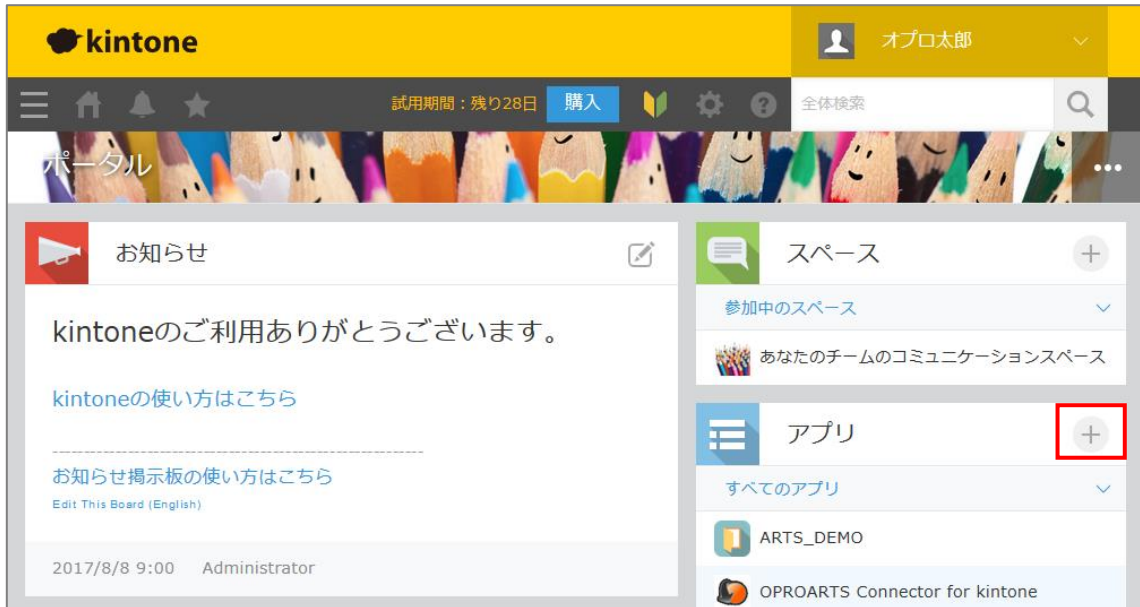 kintone
オプロ太郎
試用期間：残り28日
購入
全体検索
ポータル
お知らせ
kintoneのご利用ありがとうございます。
kintoneの使い方はこちら
お知らせ掲示板の使い方はこちら
Edit This Board (English)
2017/8/8 9:00 Administrator
スペース
参加中のスペース
あなたのチームのコミュニケーションスペース
アプリ
すべてのアプリ
ARTS_DEMO
OPROARTS Connector for kintone